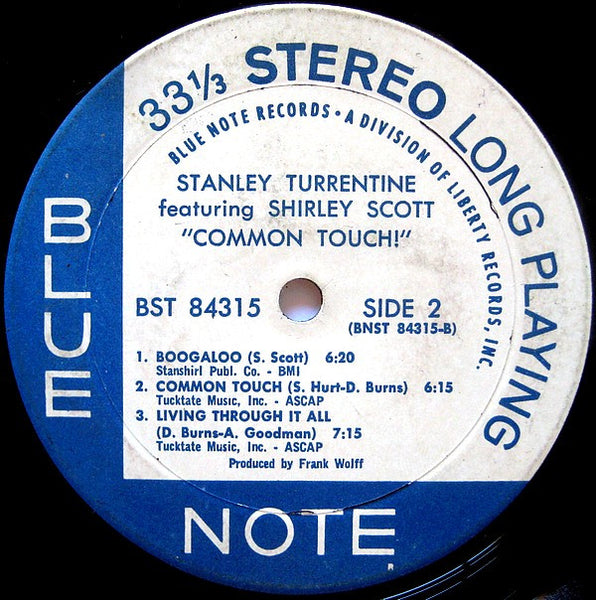 33⅓ STEREO LONG PLAYING
BLUE NOTE RECORDS • A DIVISION OF LIBERTY RECORDS, INC.
STANLEY TURRENTINE
featuring SHIRLEY SCOTT
"COMMON TOUCH!"
BST 84315 SIDE 2
(BNST 84315-B)
1. BOOGALOO (S. Scott) 6:20
Stanshirl Publ. Co. - BMI
2. COMMON TOUCH (S. Hurt-D. Burns) 6:15
Tucktate Music, Inc. - ASCAP
3. LIVING THROUGH IT ALL
(D. Burns-A. Goodman) 7:15
Tucktate Music, Inc. - ASCAP
Produced by Frank Wolff
BLUE
NOTE
R